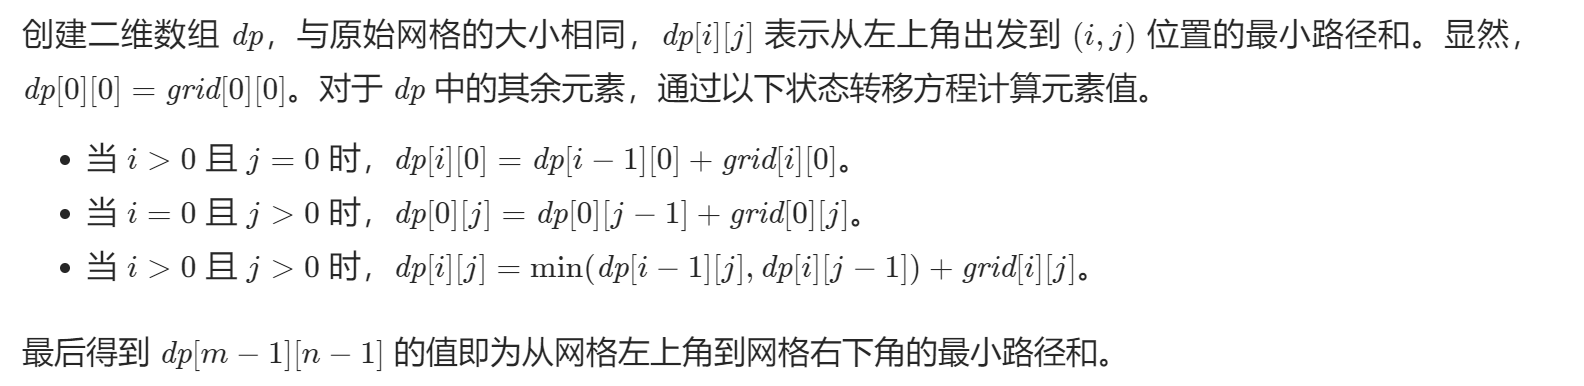 创建二维数组 dp，与原始网格的大小相同，dp[i][j] 表示从左上角出发到 (i, j) 位置的最小路径和。显然，
dp[0][0] = grid[0][0]。对于 dp 中的其余元素，通过以下状态转移方程计算元素值。
• 当 i > 0 且 j = 0 时，dp[i][0] = dp[i − 1][0] + grid[i][0]。
• 当 i = 0 且 j > 0 时，dp[0][j] = dp[0][j − 1] + grid[0][j]。
• 当 i > 0 且 j > 0 时，dp[i][j] = min(dp[i − 1][j], dp[i][j − 1]) + grid[i][j]。
最后得到 dp[m − 1][n − 1] 的值即为从网格左上角到网格右下角的最小路径和。